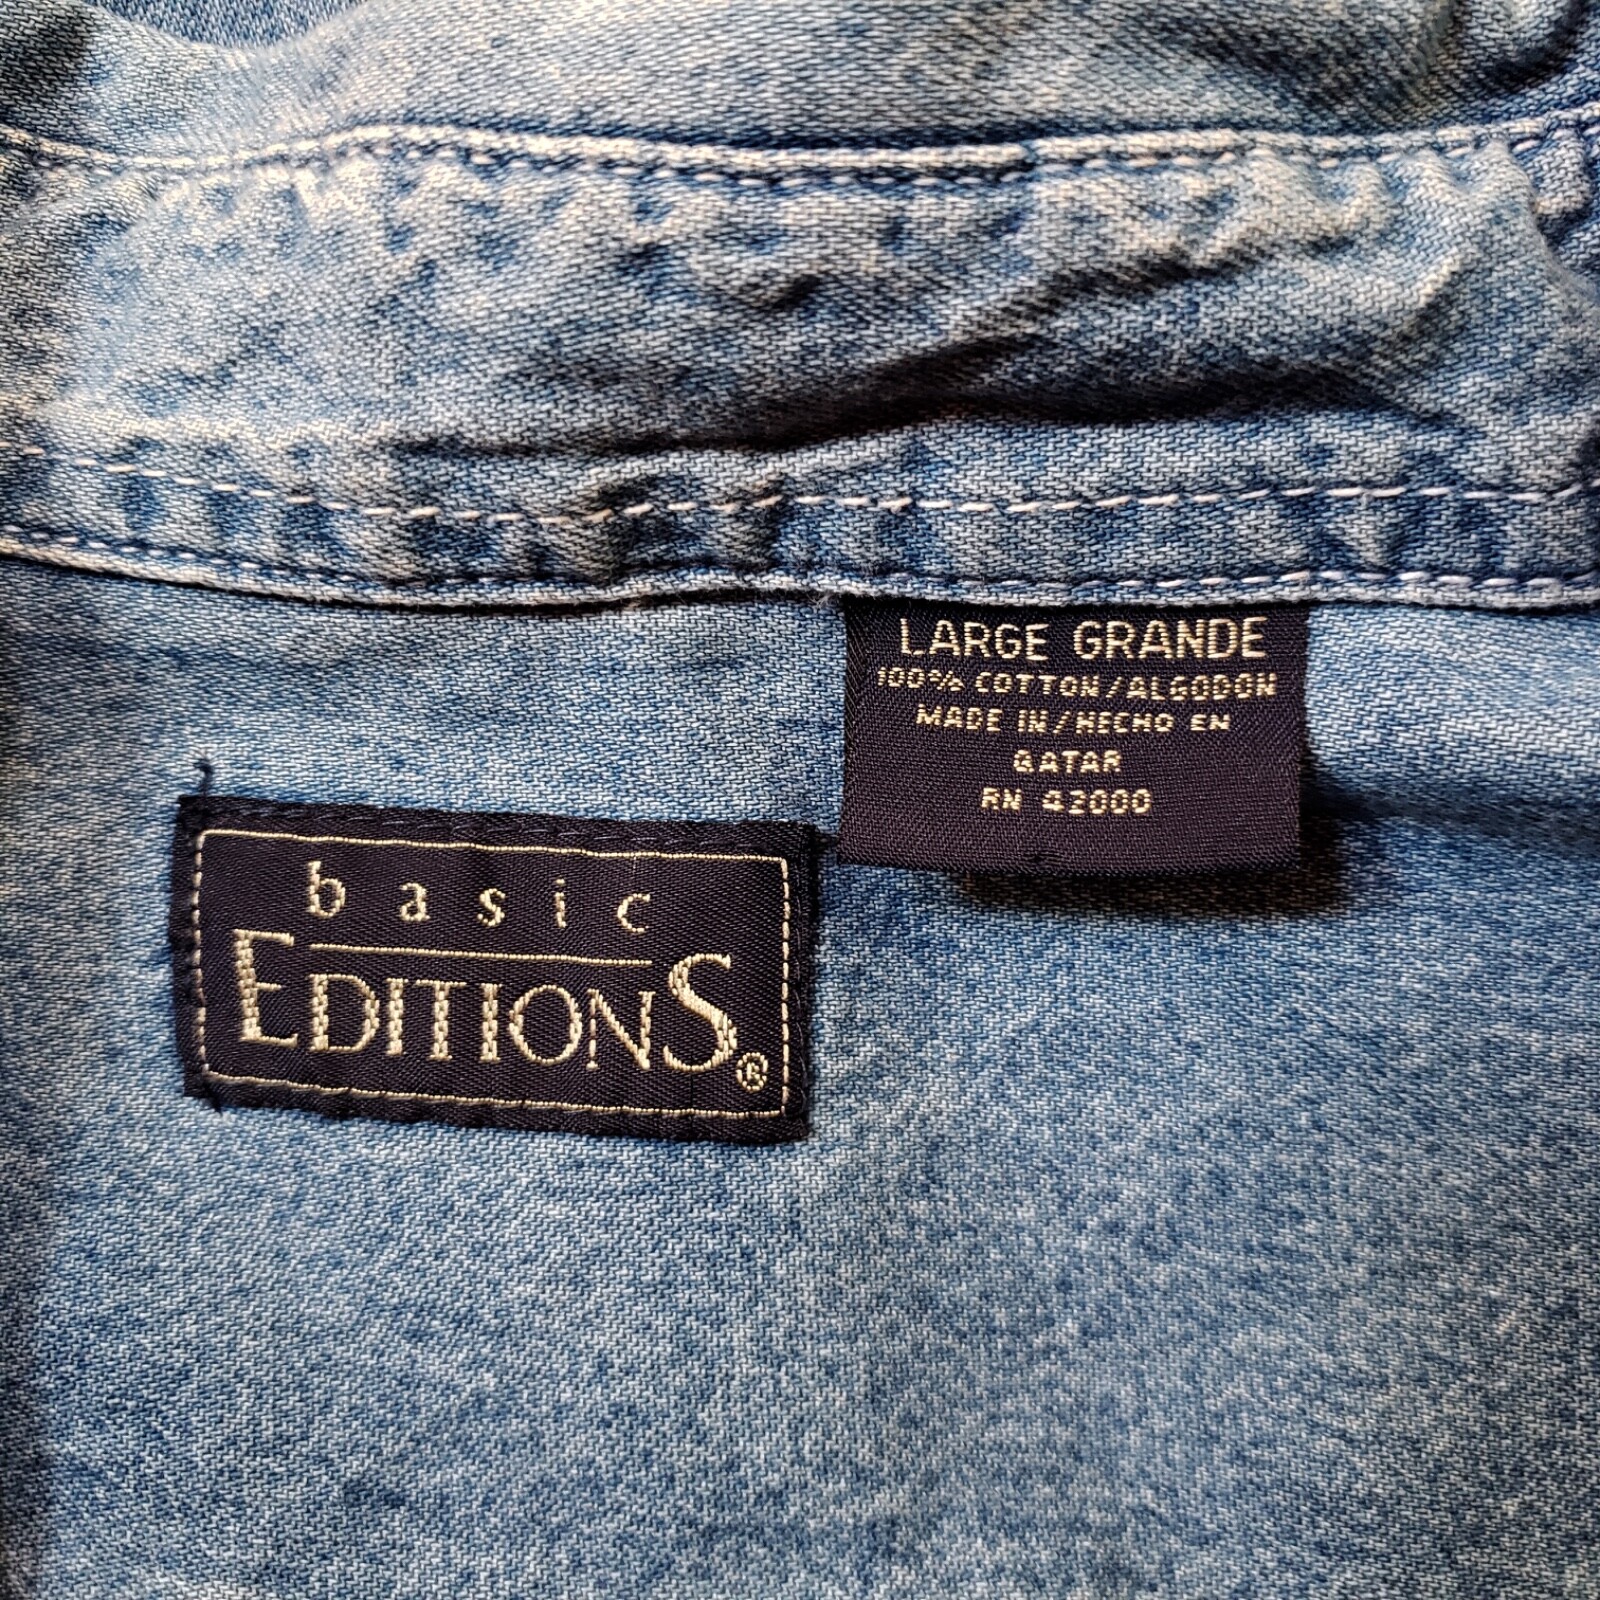 LARGE GRANDE
100% COTTON/ALGODON
MADE IN/HECHO EN
QATAR
RN 42000
basic
EDITIONS®